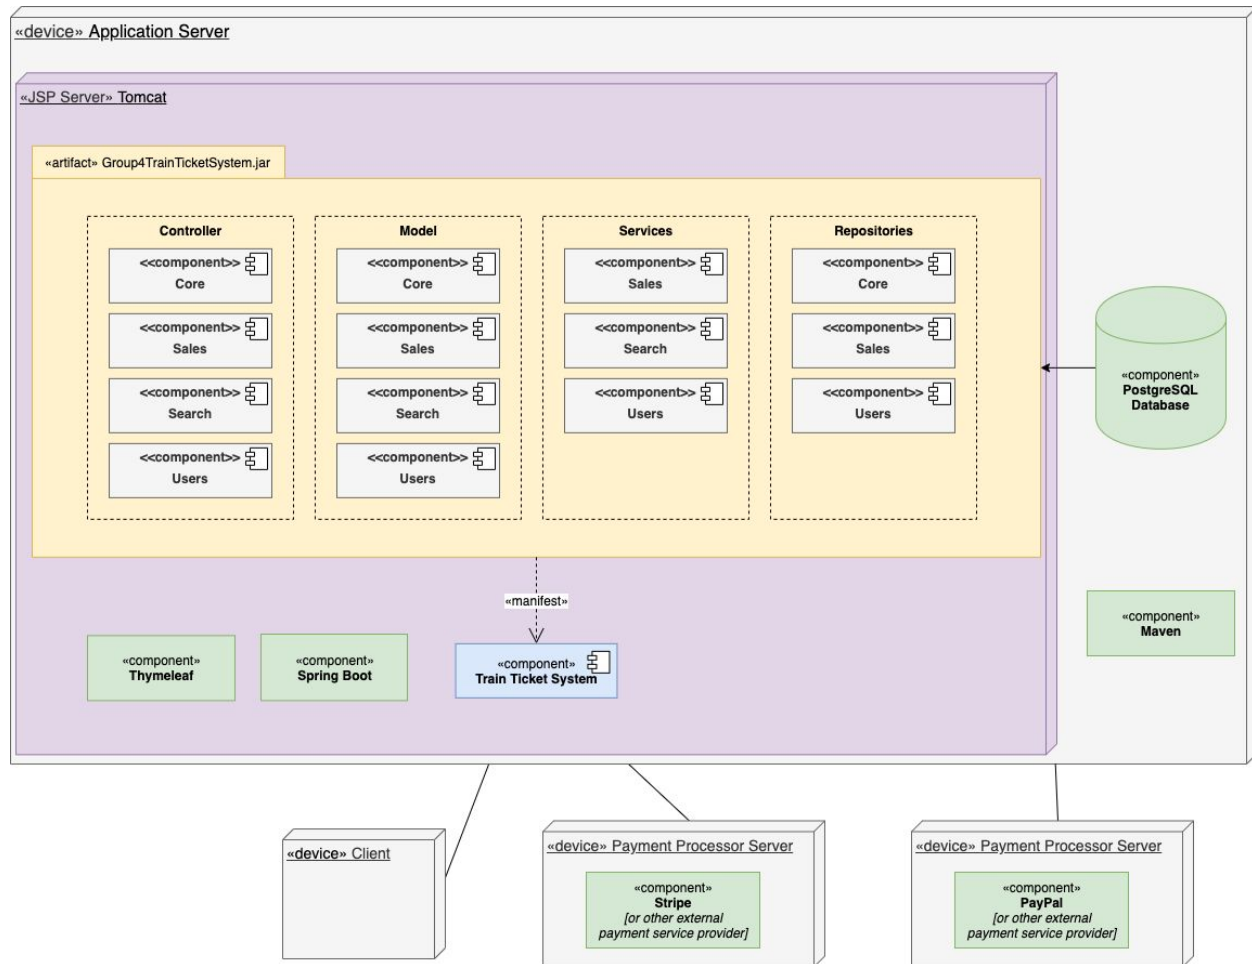 «device» Application Server
«JSP Server» Tomcat
«artifact» Group4TrainTicketSystem.jar
Controller
<<component>>
Core
<<component>>
Sales
<<component>>
Search
<<component>>
Users
Model
<<component>>
Core
<<component>>
Sales
<<component>>
Search
<<component>>
Users
Services
<<component>>
Sales
<<component>>
Search
<<component>>
Users
Repositories
<<component>>
Core
<<component>>
Sales
<<component>>
Users
«component»
PostgreSQL
Database
«manifest»
«component»
Thymeleaf
«component»
Spring Boot
«component»
Train Ticket System
«component»
Maven
«device» Client
«device» Payment Processor Server
«component»
Stripe
[or other external
payment service provider]
«device» Payment Processor Server
«component»
PayPal
[or other external
payment service provider]